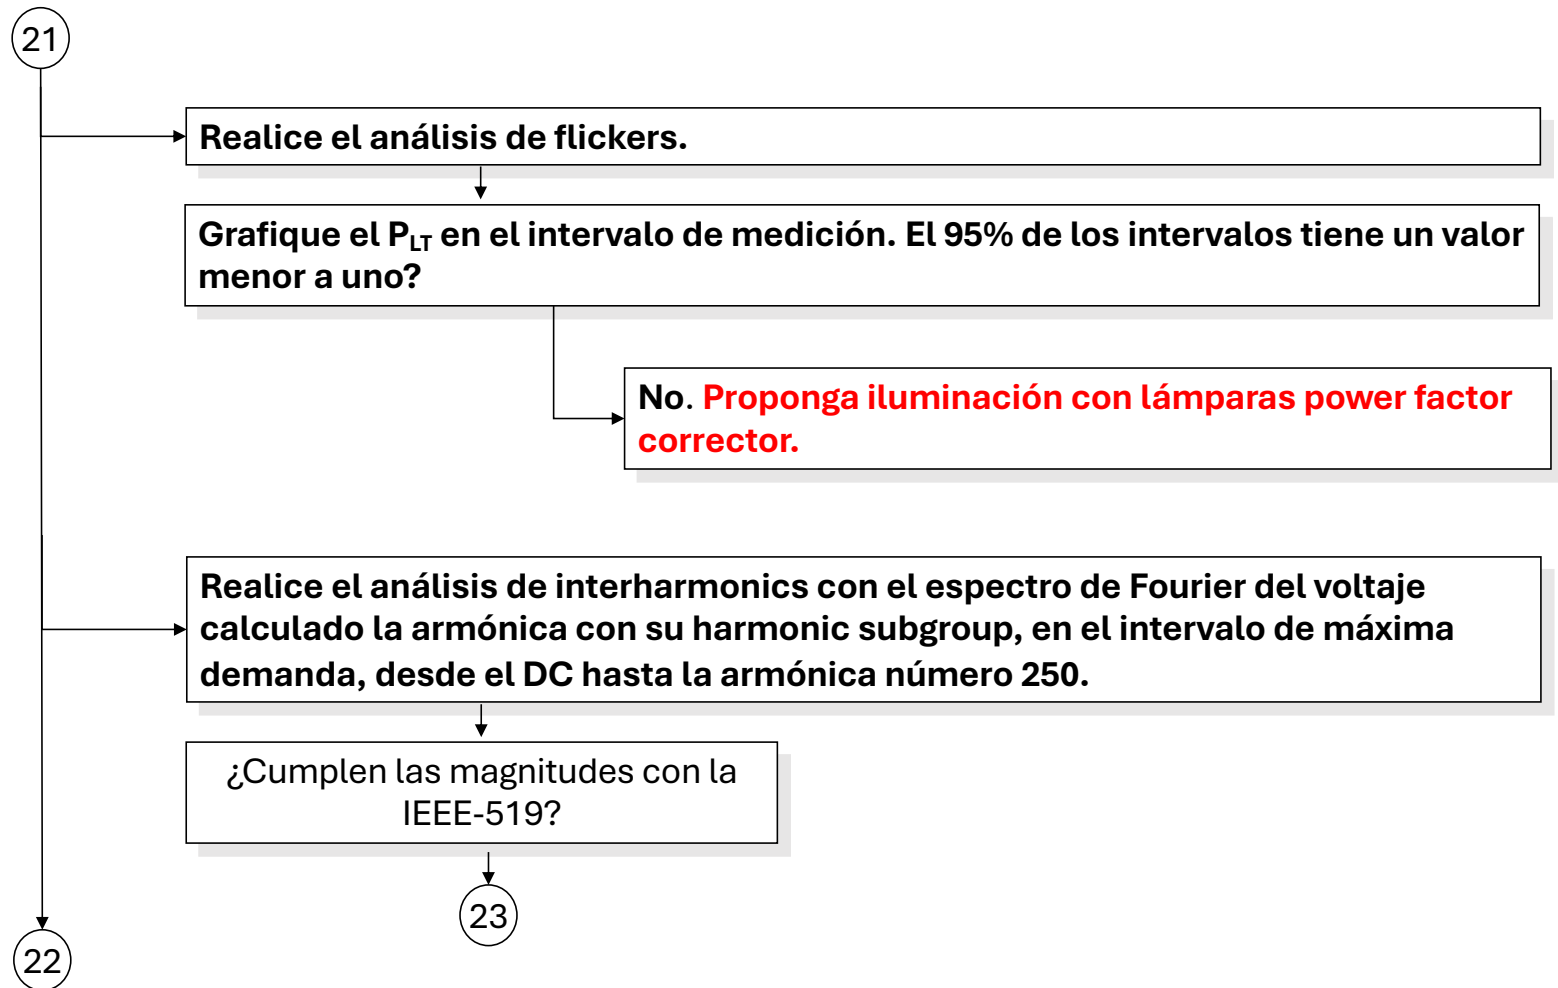 21
Realice el análisis de flickers.
Grafique el P_LT en el intervalo de medición. El 95% de los intervalos tiene un valor
menor a uno?
No. Proponga iluminación con lámparas power factor
corrector.
Realice el análisis de interharmonics con el espectro de Fourier del voltaje
calculado la armónica con su harmonic subgroup, en el intervalo de máxima
demanda, desde el DC hasta la armónica número 250.
¿Cumplen las magnitudes con la
IEEE-519?
23
22